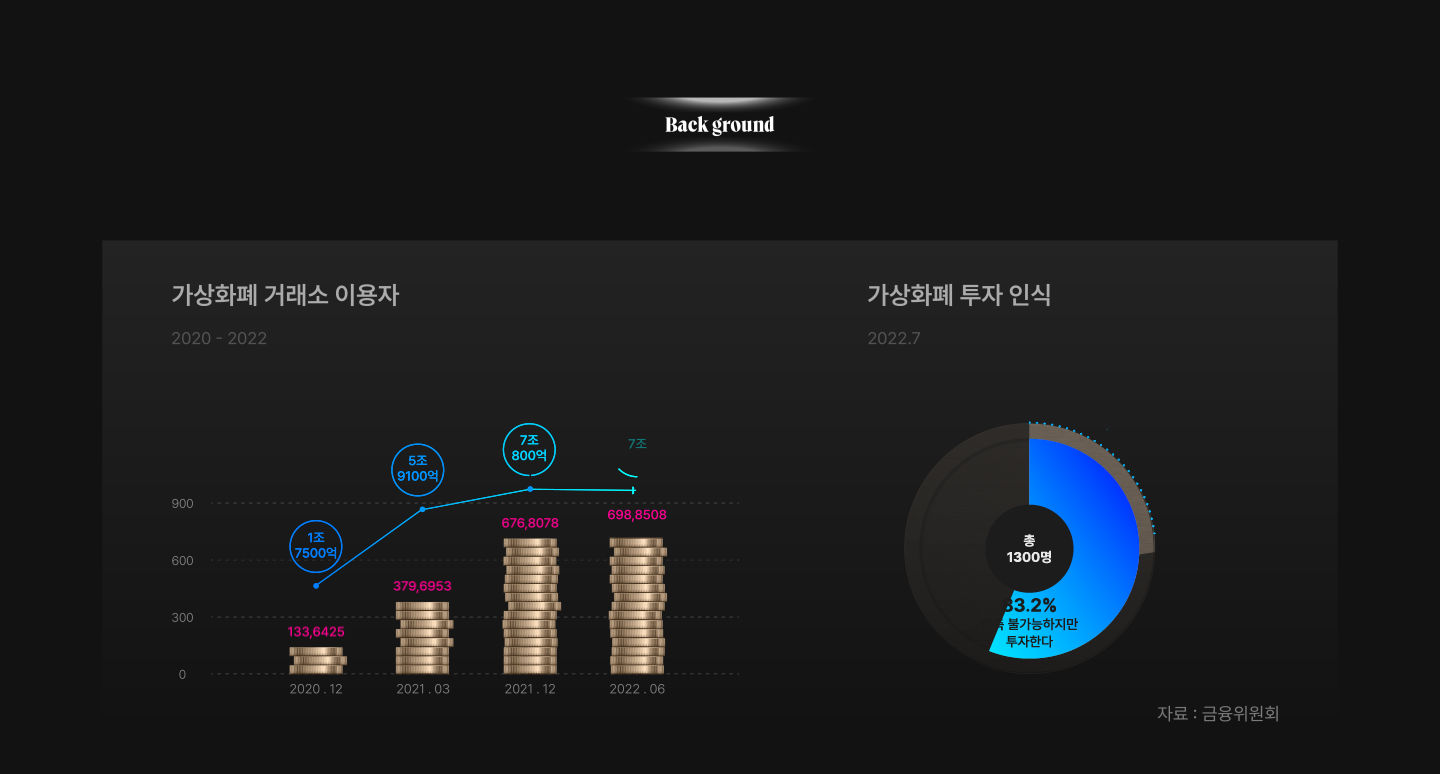 Back ground
가상화폐 거래소 이용자
2020 - 2022
가상화폐 투자 인식
2022.7
7조
800억
7조
5조
9100억
1조
7500억
900
600
300
0
133,6425
379,6953
676,8078
698,8508
2020 . 12
2021 . 03
2021 . 12
2022 . 06
총
1300명
33.2%
불가능하지만
투자한다
자료 : 금융위원회